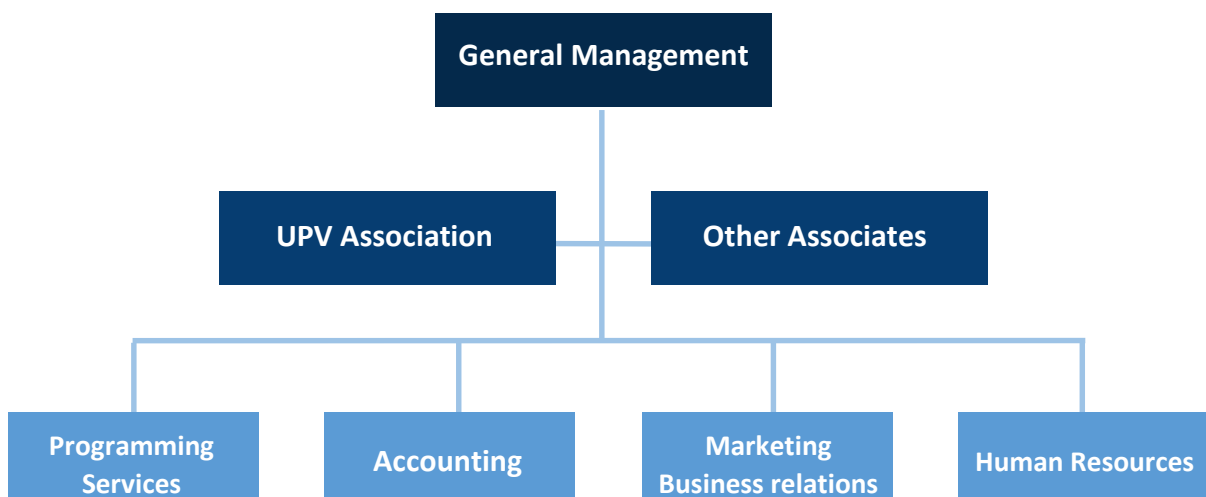 General Management
UPV Association
Other Associates
Programming
Services
Accounting
Marketing
Business relations
Human Resources